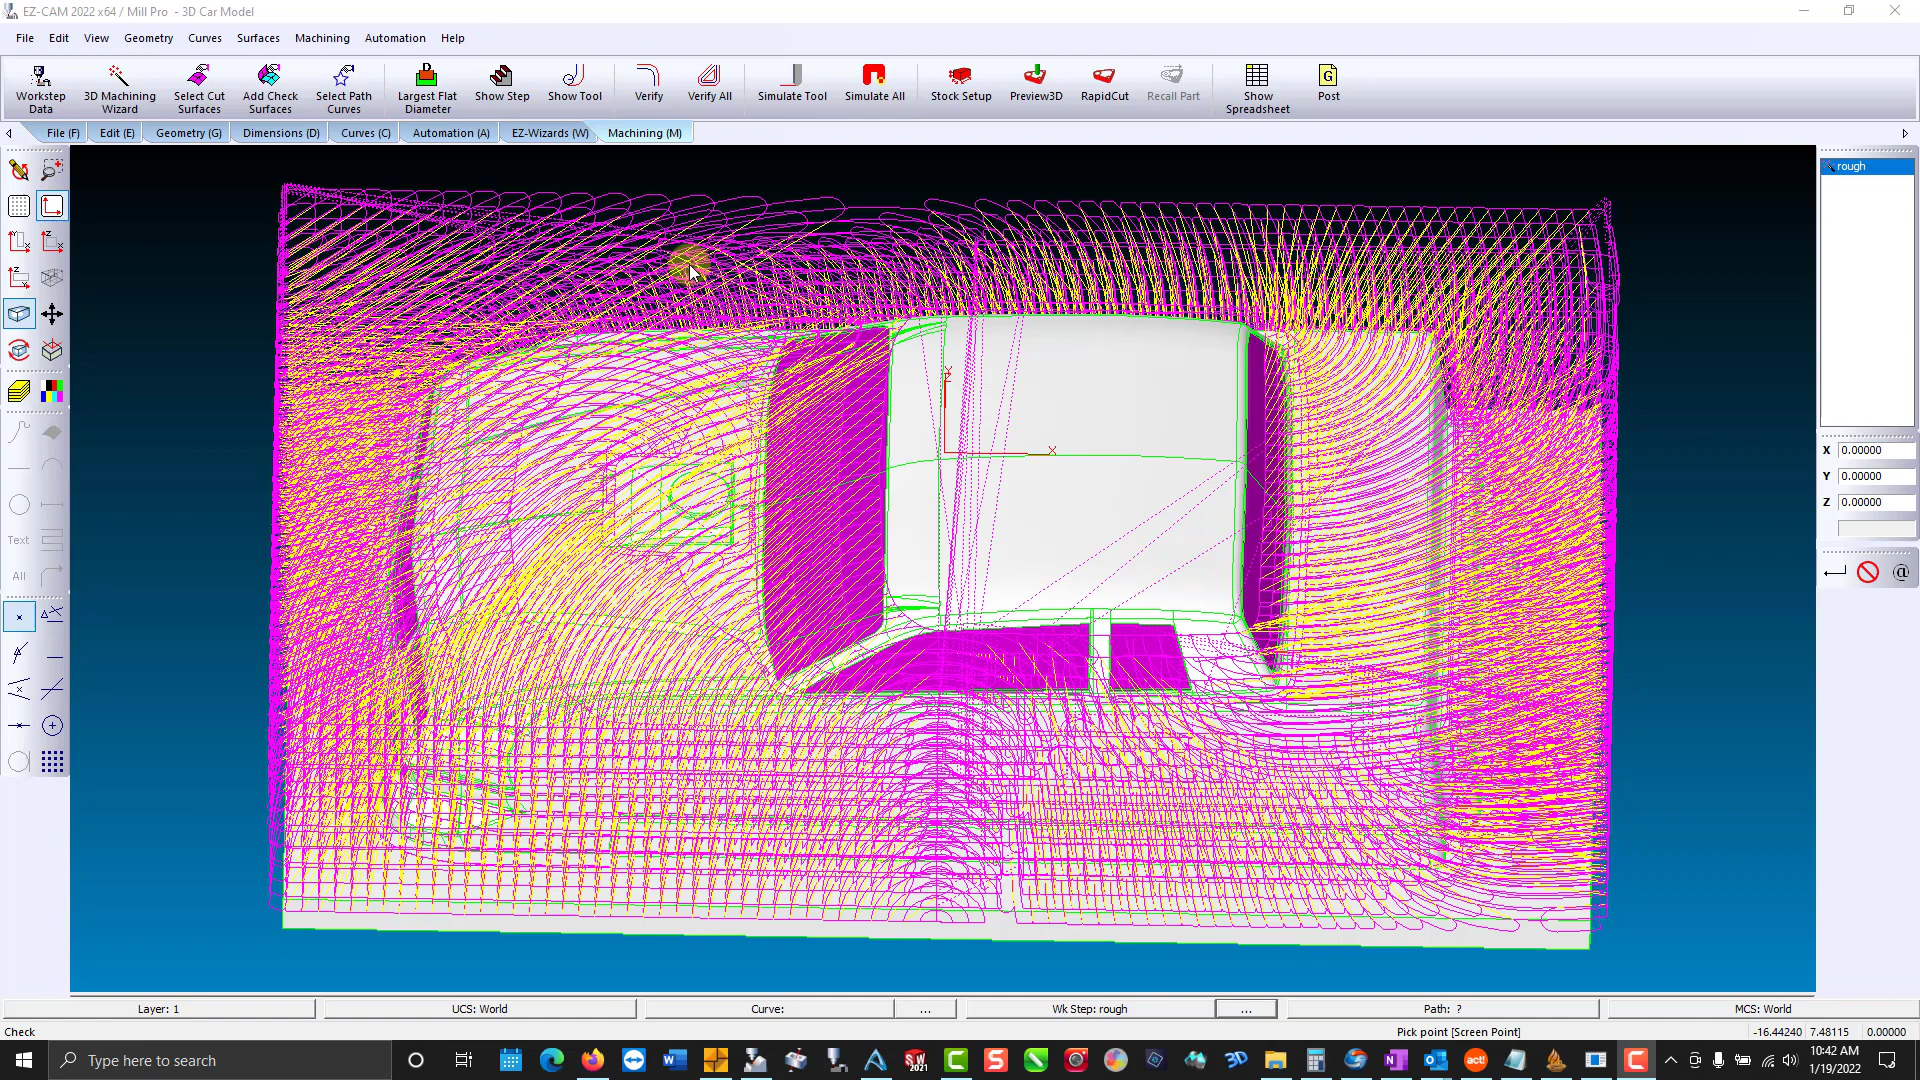 EZ-CAM 2022 x64 / Mill Pro - 3D Car Model
File Edit View Geometry Curves Surfaces Machining Automation Help
Workstep Data
3D Machining Wizard
Select Cut Surfaces
Add Check Surfaces
Select Path Curves
Largest Flat Diameter
Show Step
Show Tool
Verify
Verify All
Simulate Tool
Simulate All
Stock Setup
Preview3D
RapidCut
Recall Part
Show Spreadsheet
G
Post
File (F) Edit (E) Geometry (G) Dimensions (D) Curves (C) Automation (A) EZ-Wizards (W) Machining (M)
rough
X 0.00000
Y 0.00000
Z 0.00000
@
Text
All
Y
X
Layer: 1
UCS: World
Curve:
...
Wk Step: rough
...
Path: ?
MCS: World
Check
Pick point [Screen Point]
-16.44240 7.48115 0.00000
Type here to search
SW 2021
3D
act!
10:42 AM
1/19/2022